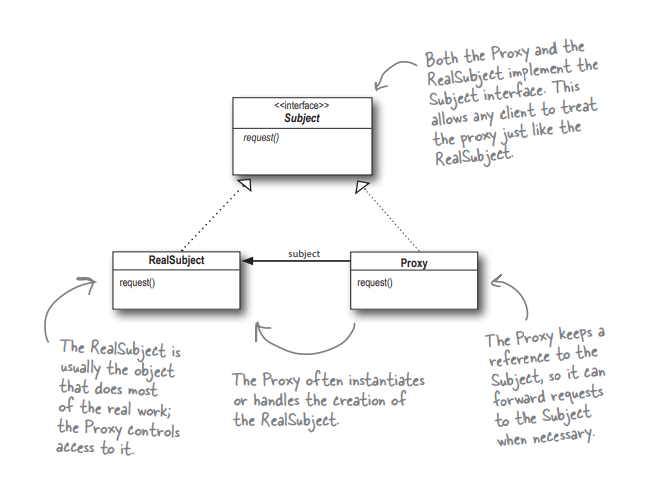 Both the Proxy and the
RealSubject implement the
Subject interface. This
allows any client to treat
the proxy just like the
RealSubject.
<<interface>>
Subject
request()
RealSubject
request()
subject
Proxy
request()
The RealSubject is
usually the object
that does most
of the real work;
the Proxy controls
access to it.
The Proxy often instantiates
or handles the creation of
the RealSubject.
The Proxy keeps a
reference to the
Subject, so it can
forward requests
to the Subject
when necessary.